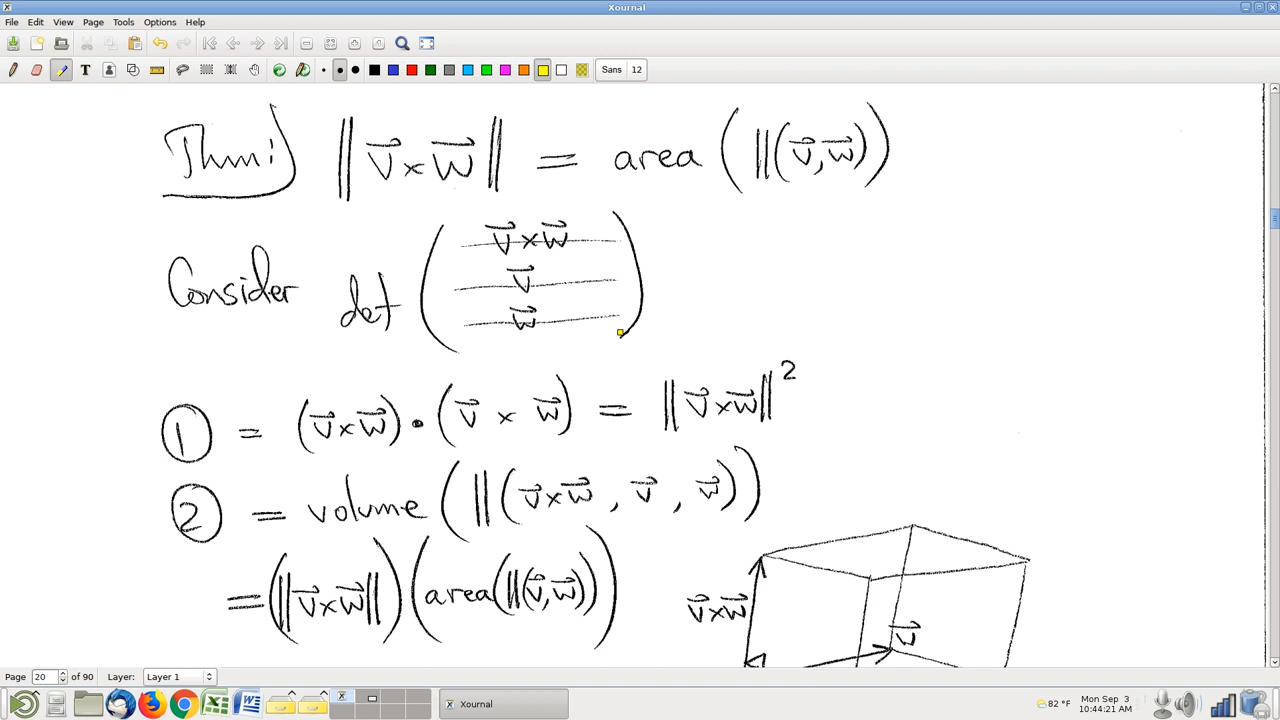 Xournal
File Edit View Page Tools Options Help
Sans 12
Thm: ‖v⃗×w⃗‖ = area (∥(v⃗,w⃗))
Consider det ( v⃗×w⃗
v⃗
w⃗ )
① = (v⃗×w⃗)•(v⃗ × w⃗) = ‖v⃗×w⃗‖²
② = volume (∥(v⃗×w⃗ , v⃗ , w⃗))
= (‖v⃗×w⃗‖)(area(∥(v⃗,w⃗)))
v⃗×w⃗
v⃗
Page 20 of 90 Layer: Layer 1
Xournal
82 °F
Mon Sep 3
10:44:21 AM